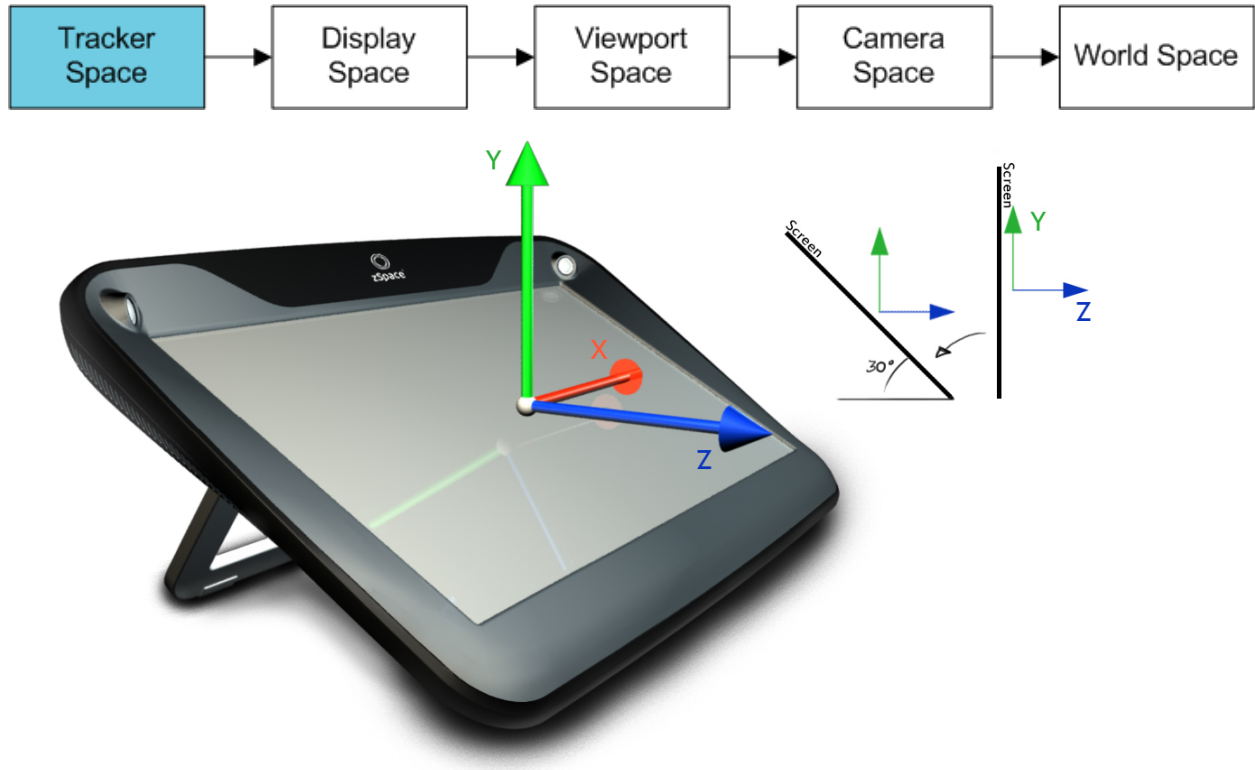 Tracker
Space
Display
Space
Viewport
Space
Camera
Space
World Space
Y
X
Z
zSpace
Screen
30°
Screen
Y
Z